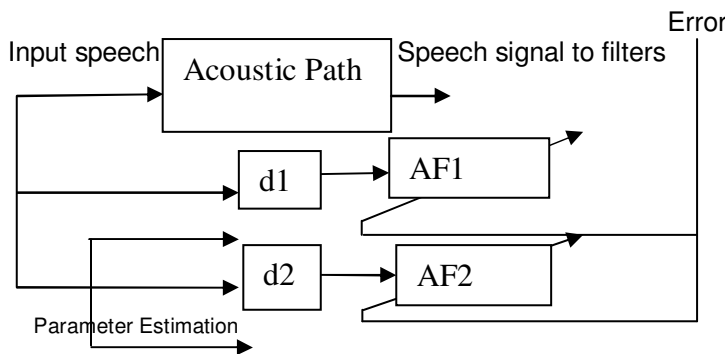 Error
Input speech
Acoustic Path
Speech signal to filters
d1
AF1
d2
AF2
Parameter Estimation